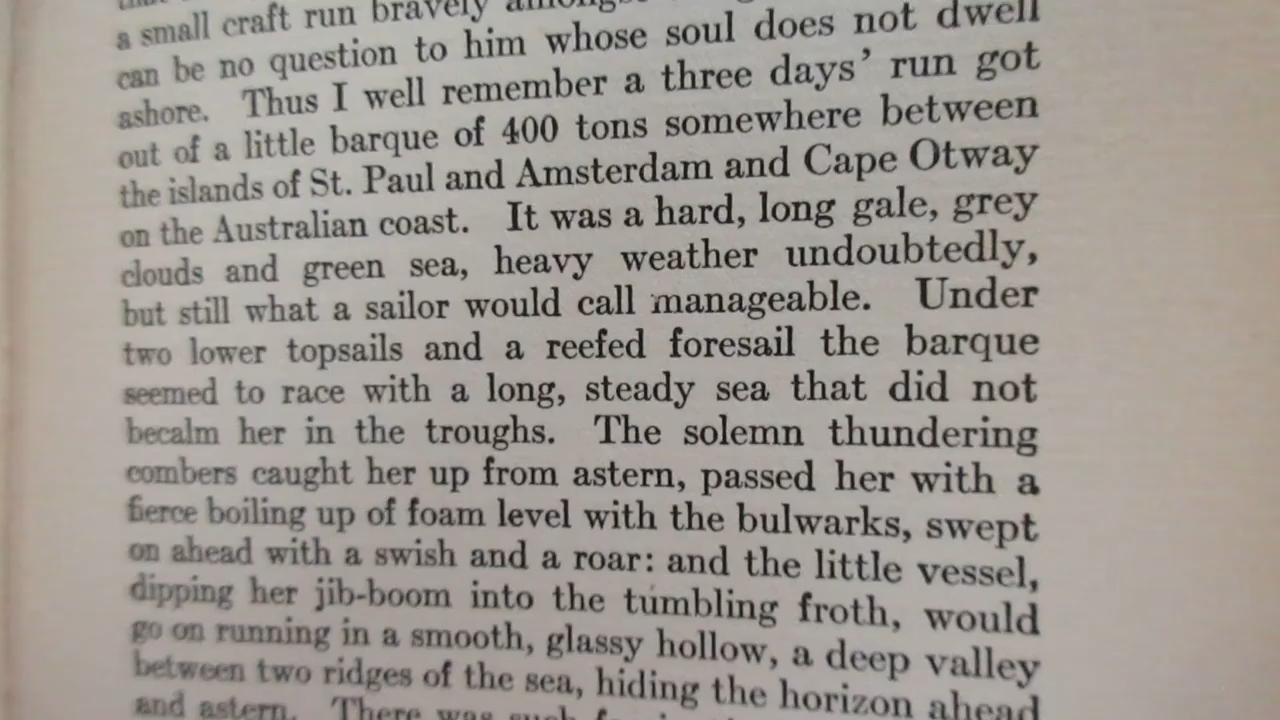 a small craft run bravely amongst
can be no question to him whose soul does not dwell
ashore. Thus I well remember a three days’ run got
out of a little barque of 400 tons somewhere between
the islands of St. Paul and Amsterdam and Cape Otway
on the Australian coast. It was a hard, long gale, grey
clouds and green sea, heavy weather undoubtedly,
but still what a sailor would call manageable. Under
two lower topsails and a reefed foresail the barque
seemed to race with a long, steady sea that did not
becalm her in the troughs. The solemn thundering
combers caught her up from astern, passed her with a
fierce boiling up of foam level with the bulwarks, swept
on ahead with a swish and a roar: and the little vessel,
dipping her jib-boom into the tumbling froth, would
go on running in a smooth, glassy hollow, a deep valley
between two ridges of the sea, hiding the horizon ahead
and astern. There was such